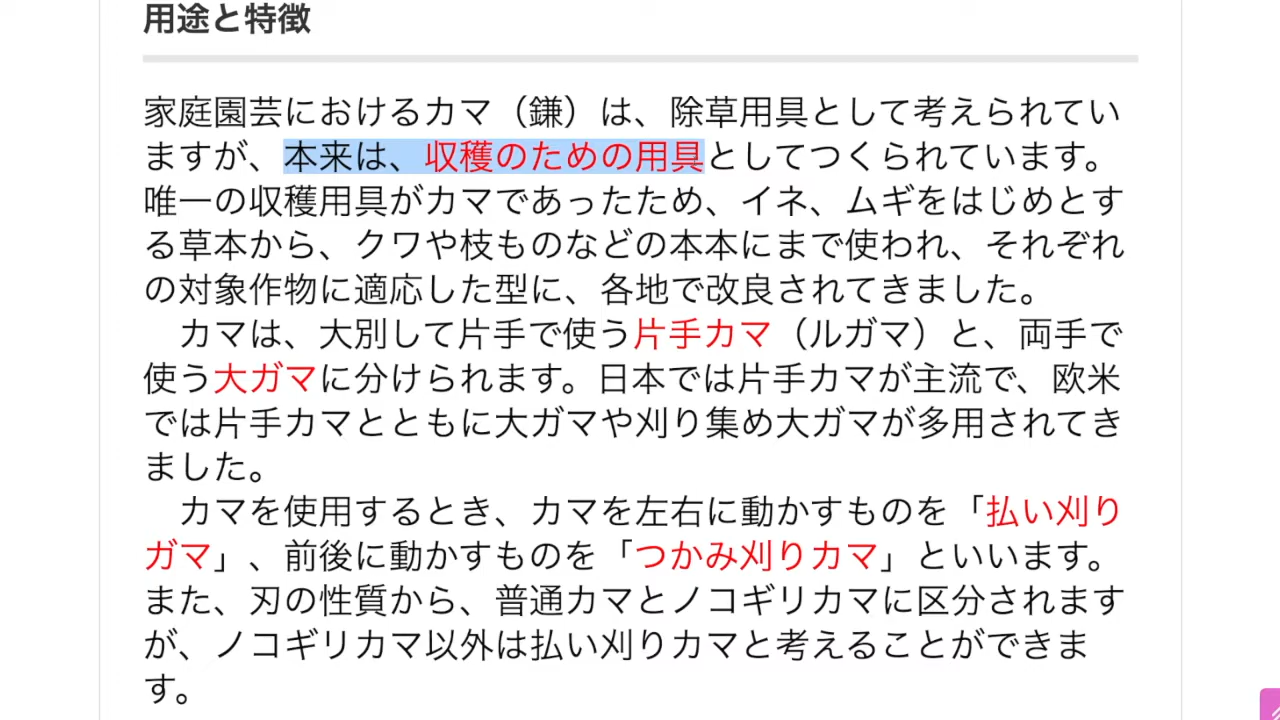 用途と特徴
家庭園芸におけるカマ（鎌）は、除草用具として考えられてい
ますが、本来は、収穫のための用具としてつくられています。
唯一の収穫用具がカマであったため、イネ、ムギをはじめとす
る草本から、クワや枝ものなどの本本にまで使われ、それぞれ
の対象作物に適応した型に、各地で改良されてきました。
　カマは、大別して片手で使う片手カマ（ルガマ）と、両手で
使う大ガマに分けられます。日本では片手カマが主流で、欧米
では片手カマとともに大ガマや刈り集め大ガマが多用されてき
ました。
　カマを使用するとき、カマを左右に動かすものを「払い刈り
ガマ」、前後に動かすものを「つかみ刈りカマ」といいます。
また、刃の性質から、普通カマとノコギリカマに区分されます
が、ノコギリカマ以外は払い刈りカマと考えることができま
す。